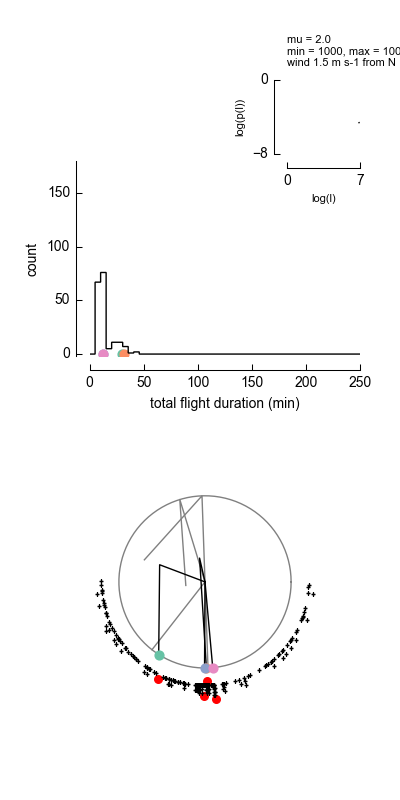 mu = 2.0
min = 1000, max = 100
wind 1.5 m s-1 from N
0
log(p(l))
−8
0
7
log(l)
150
100
count
50
0
0
50
100
150
200
250
total flight duration (min)